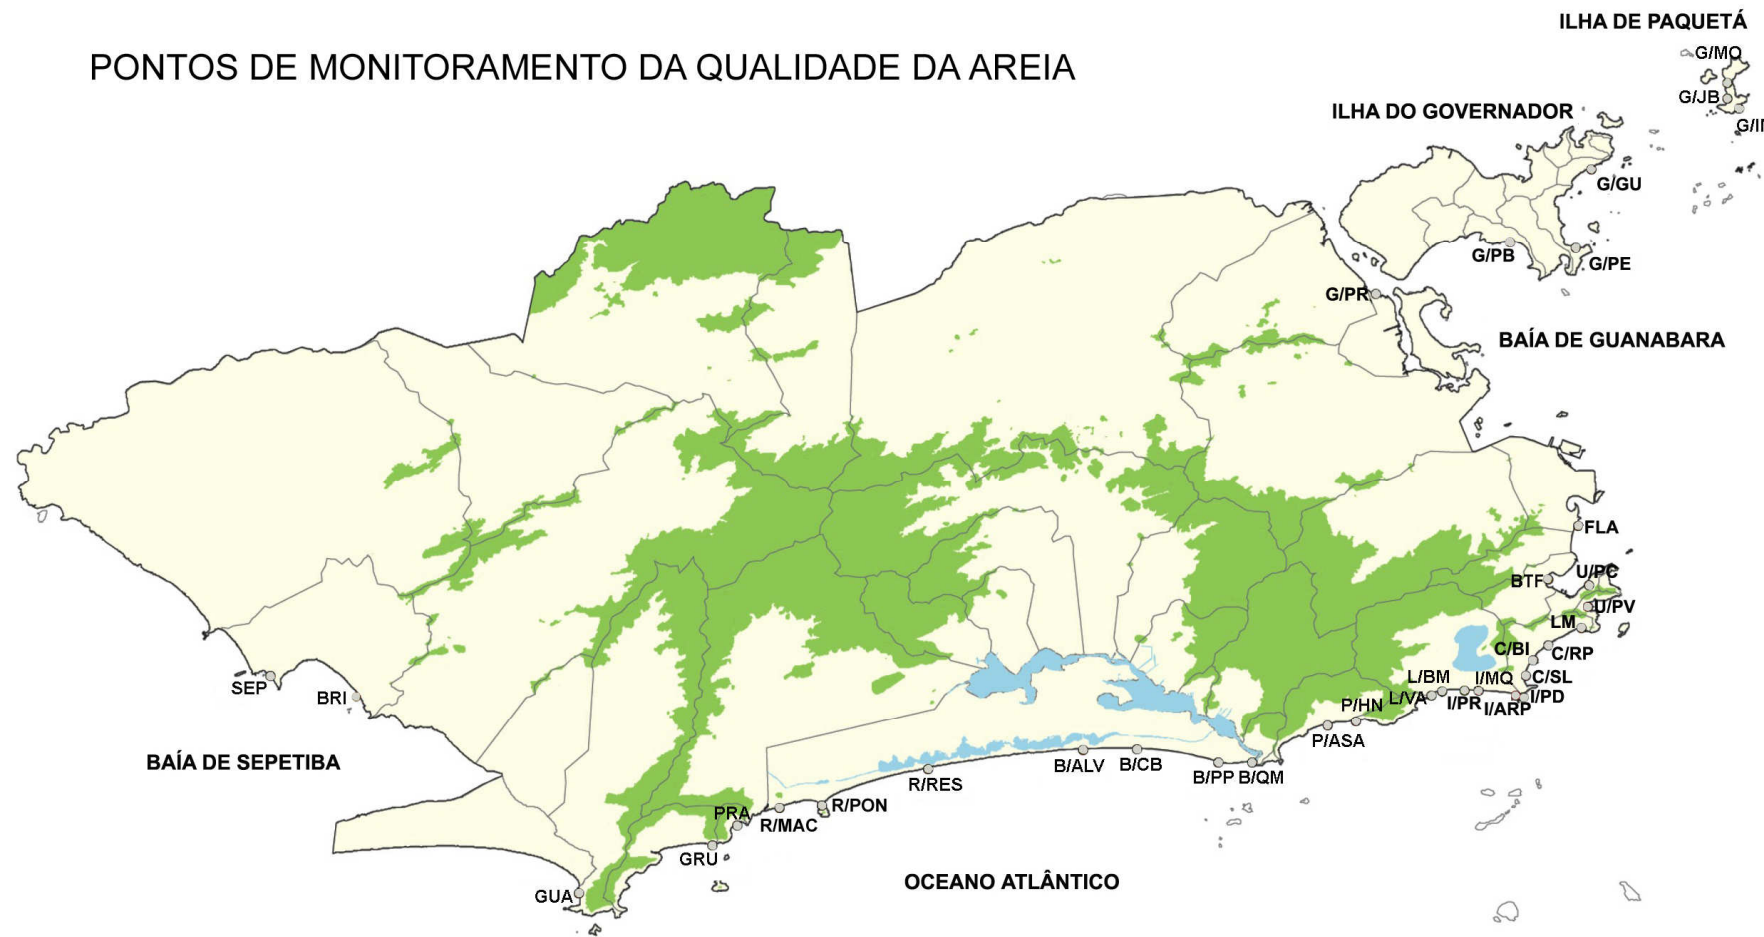 ILHA DE PAQUETÁ
PONTOS DE MONITORAMENTO DA QUALIDADE DA AREIA
G/MO
G/JB
ILHA DO GOVERNADOR
G/GU
G/PB
G/PE
G/PR
BAÍA DE GUANABARA
FLA
BTF
U/PC
U/PV
LM
C/BI
C/RP
C/SL
SEP
BRI
L/BM
I/MQ
L/VA
I/PR
I/ARP
I/PD
P/HN
P/ASA
BAÍA DE SEPETIBA
B/ALV
B/CB
B/PP
B/QM
R/RES
PRA
R/MAC
R/PON
GRU
GUA
OCEANO ATLÂNTICO